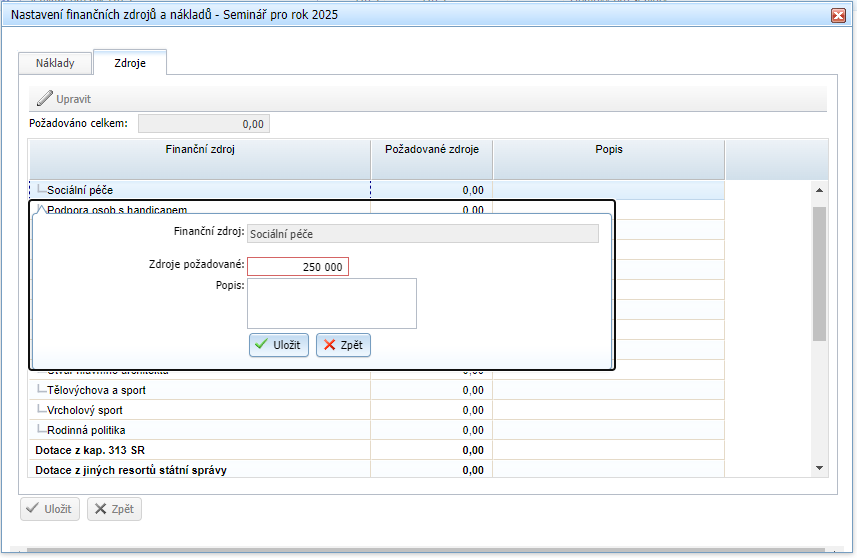 Nastavení finančních zdrojů a nákladů - Seminář pro rok 2025
Náklady
Zdroje
Upravit
Požadováno celkem: 0,00
Finanční zdroj Požadované zdroje Popis
Sociální péče 0,00
Podpora osob s handicapem 0,00
Finanční zdroj: Sociální péče
Zdroje požadované: 250 000
Popis:
Uložit Zpět
Útvar hlavního architekta 0,00
Tělovýchova a sport 0,00
Vrcholový sport 0,00
Rodinná politika 0,00
Dotace z kap. 313 SR 0,00
Dotace z jiných resortů státní správy 0,00
Uložit Zpět